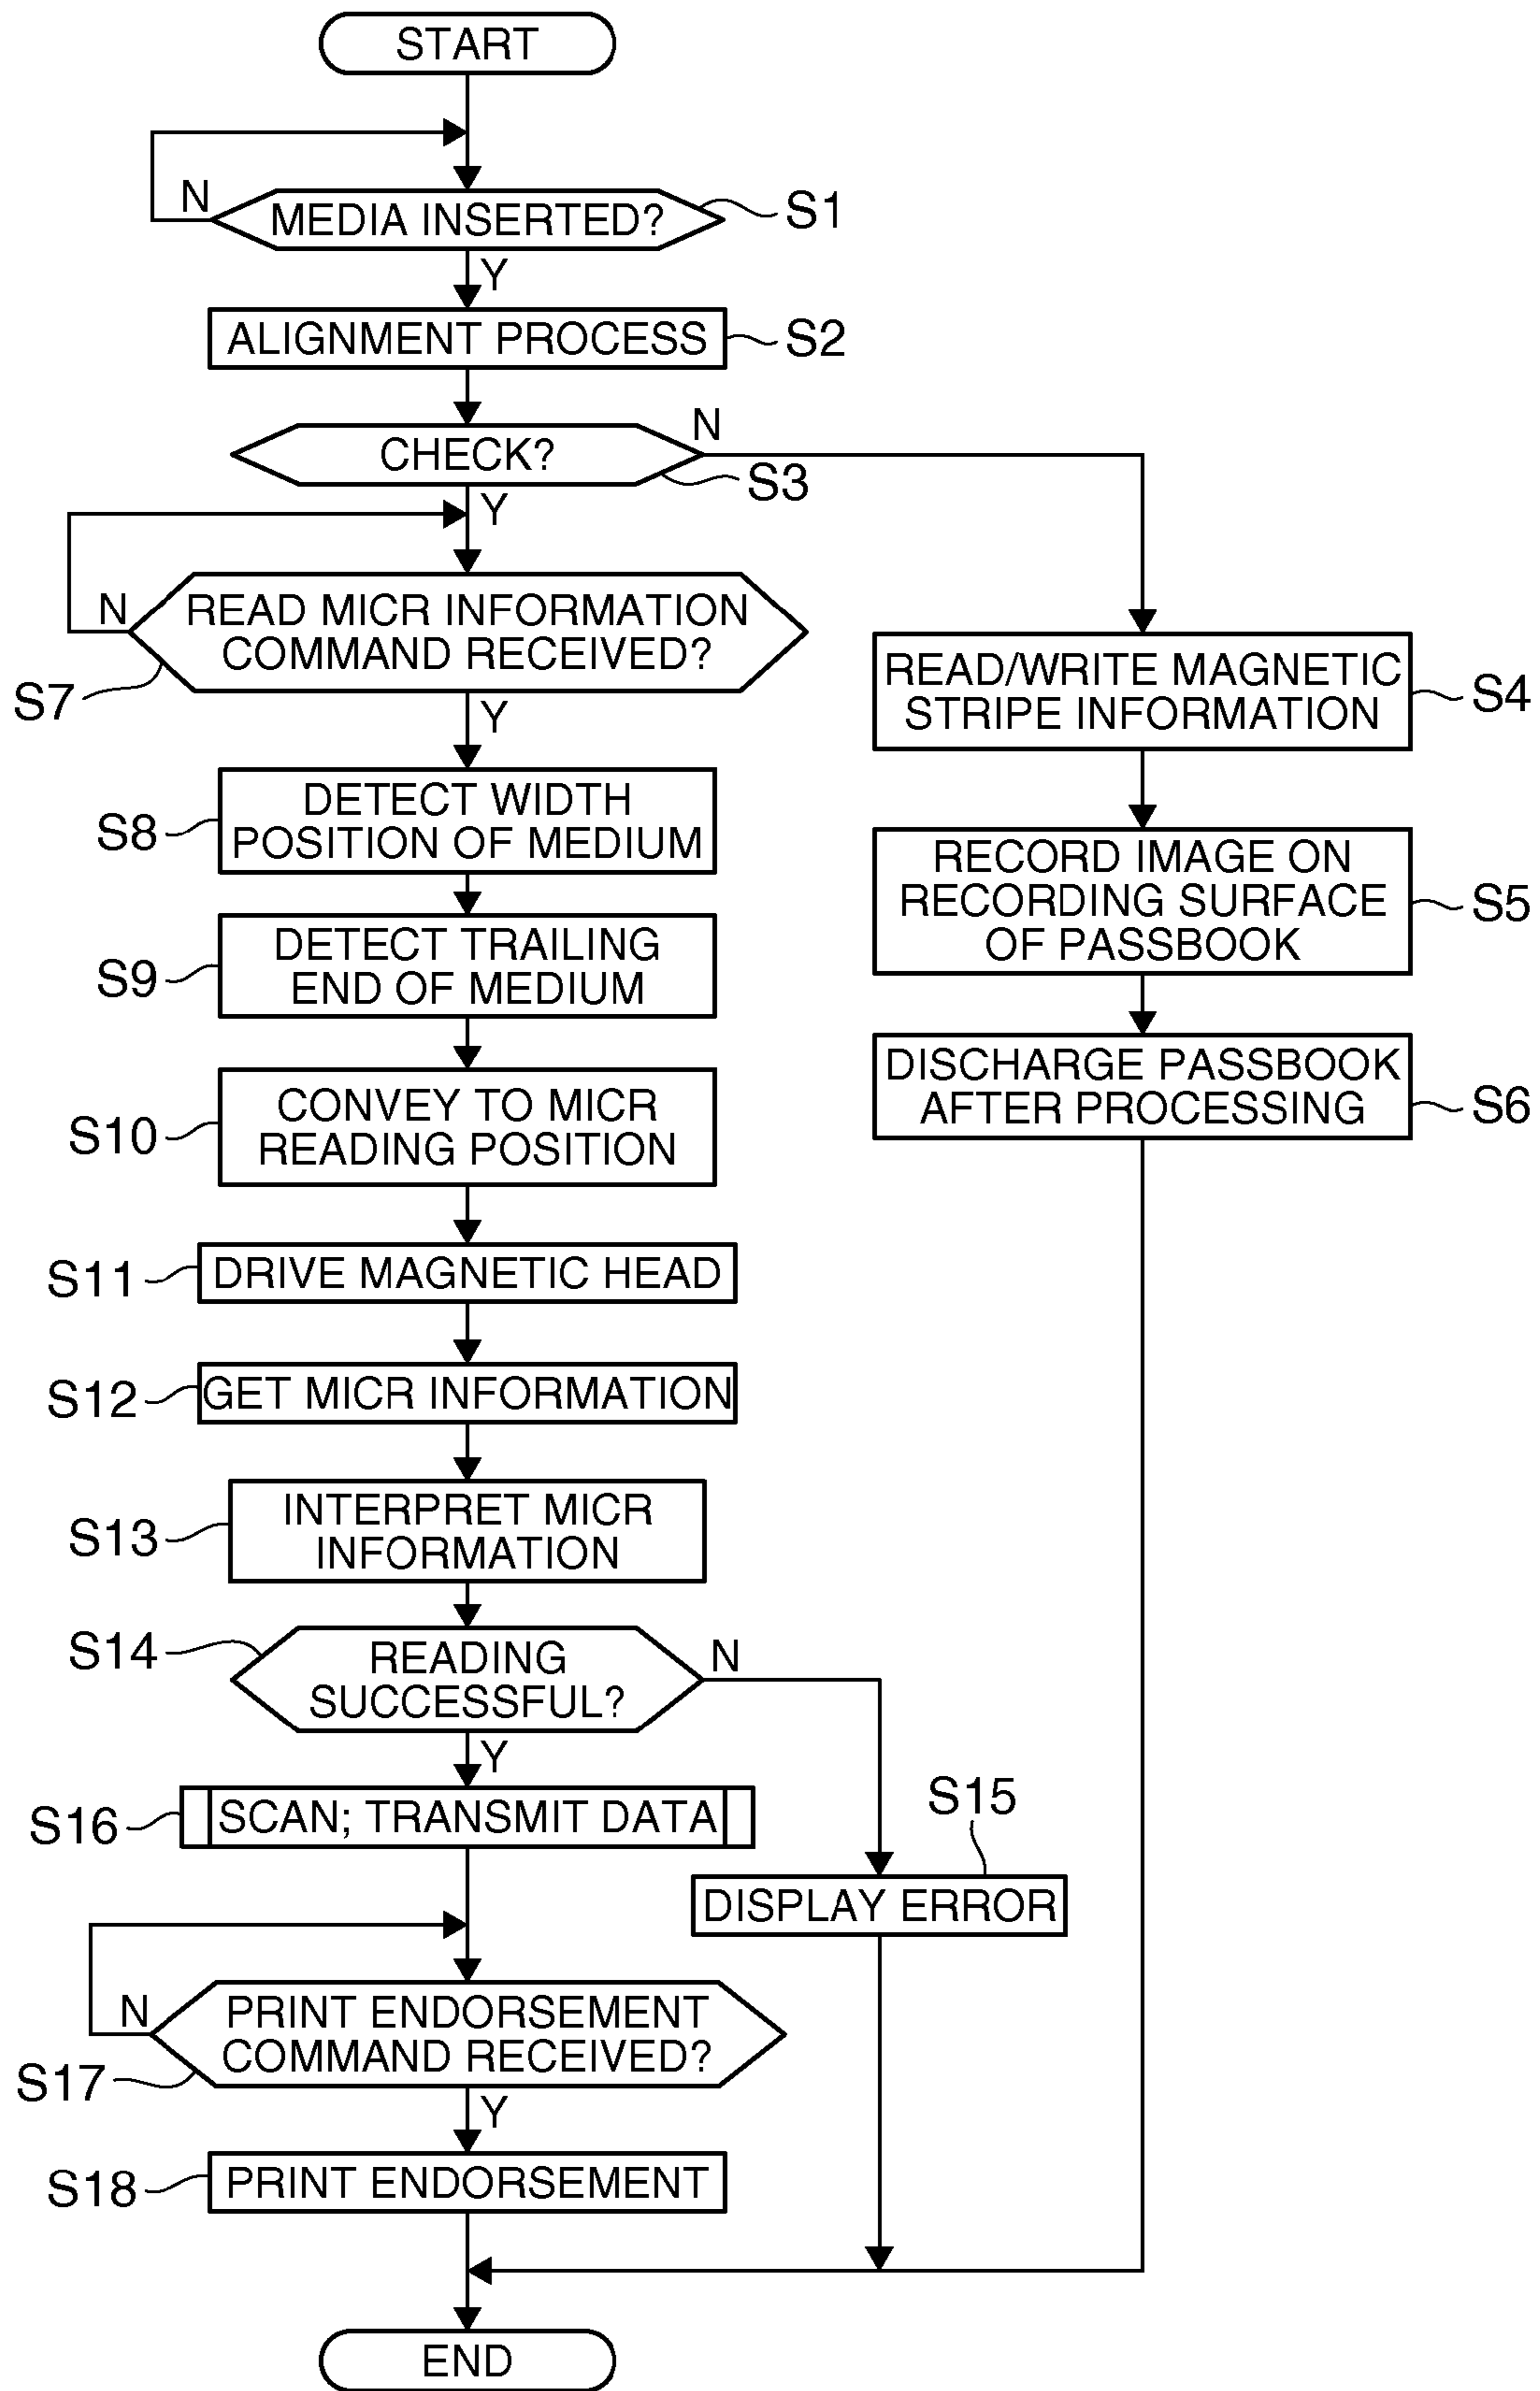 START
N
MEDIA INSERTED?
S1
Y
ALIGNMENT PROCESS
S2
CHECK?
N
S3
Y
N
READ MICR INFORMATION
COMMAND RECEIVED?
S7
Y
READ/WRITE MAGNETIC
STRIPE INFORMATION
S4
S8
DETECT WIDTH
POSITION OF MEDIUM
RECORD IMAGE ON
RECORDING SURFACE
OF PASSBOOK
S5
S9
DETECT TRAILING
END OF MEDIUM
DISCHARGE PASSBOOK
AFTER PROCESSING
S6
S10
CONVEY TO MICR
READING POSITION
S11
DRIVE MAGNETIC HEAD
S12
GET MICR INFORMATION
S13
INTERPRET MICR
INFORMATION
S14
READING
SUCCESSFUL?
N
Y
S16
SCAN; TRANSMIT DATA
S15
DISPLAY ERROR
N
PRINT ENDORSEMENT
COMMAND RECEIVED?
S17
Y
S18
PRINT ENDORSEMENT
END